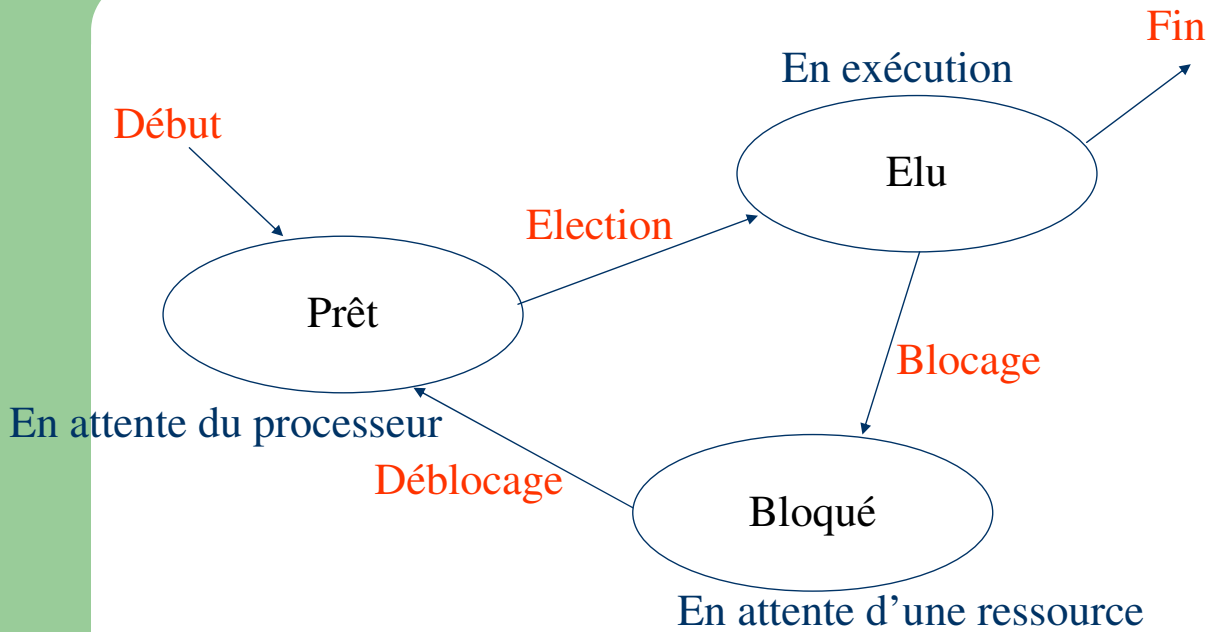 Fin
En exécution
Début
Elu
Election
Prêt
Blocage
En attente du processeur
Déblocage
Bloqué
En attente d’une ressource